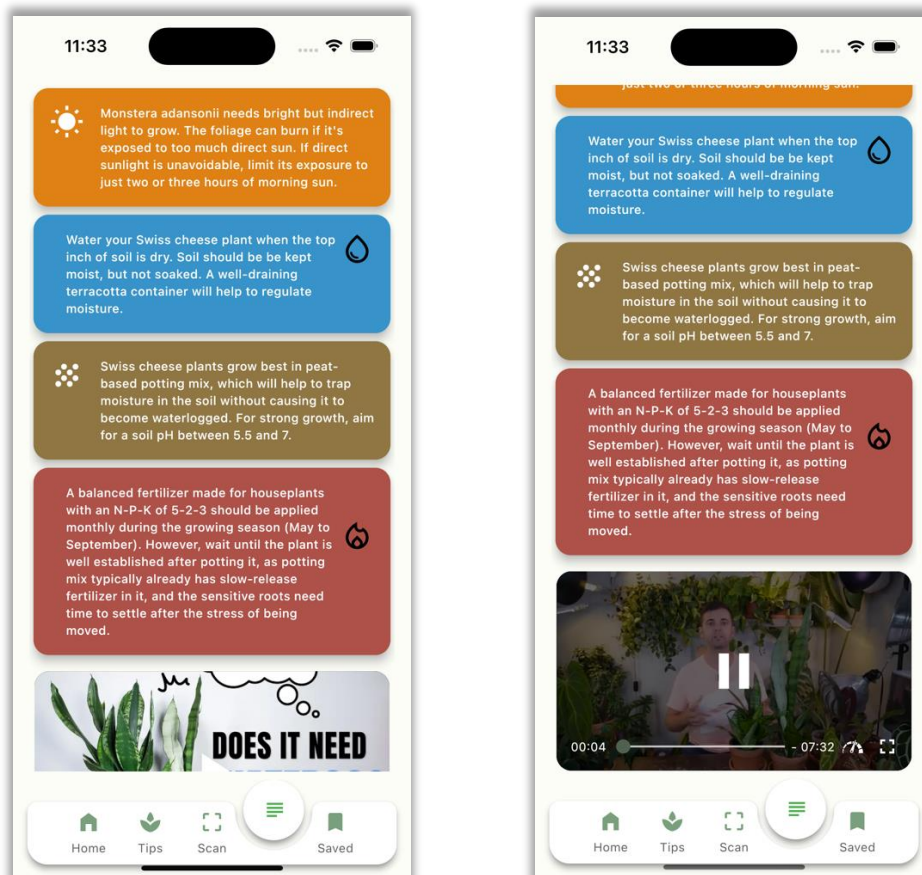 11:33
Monstera adansonii needs bright but indirect
light to grow. The foliage can burn if it's
exposed to too much direct sun. If direct
sunlight is unavoidable, limit its exposure to
just two or three hours of morning sun.
Water your Swiss cheese plant when the top
inch of soil is dry. Soil should be be kept
moist, but not soaked. A well-draining
terracotta container will help to regulate
moisture.
Swiss cheese plants grow best in peat-
based potting mix, which will help to trap
moisture in the soil without causing it to
become waterlogged. For strong growth, aim
for a soil pH between 5.5 and 7.
A balanced fertilizer made for houseplants
with an N-P-K of 5-2-3 should be applied
monthly during the growing season (May to
September). However, wait until the plant is
well established after potting it, as potting
mix typically already has slow-release
fertilizer in it, and the sensitive roots need
time to settle after the stress of being
moved.
DOES IT NEED
Home Tips Scan Saved
11:33
just two or three hours of morning sun.
Water your Swiss cheese plant when the top
inch of soil is dry. Soil should be be kept
moist, but not soaked. A well-draining
terracotta container will help to regulate
moisture.
Swiss cheese plants grow best in peat-
based potting mix, which will help to trap
moisture in the soil without causing it to
become waterlogged. For strong growth, aim
for a soil pH between 5.5 and 7.
A balanced fertilizer made for houseplants
with an N-P-K of 5-2-3 should be applied
monthly during the growing season (May to
September). However, wait until the plant is
well established after potting it, as potting
mix typically already has slow-release
fertilizer in it, and the sensitive roots need
time to settle after the stress of being
moved.
00:04 - 07:32
Home Tips Scan Saved